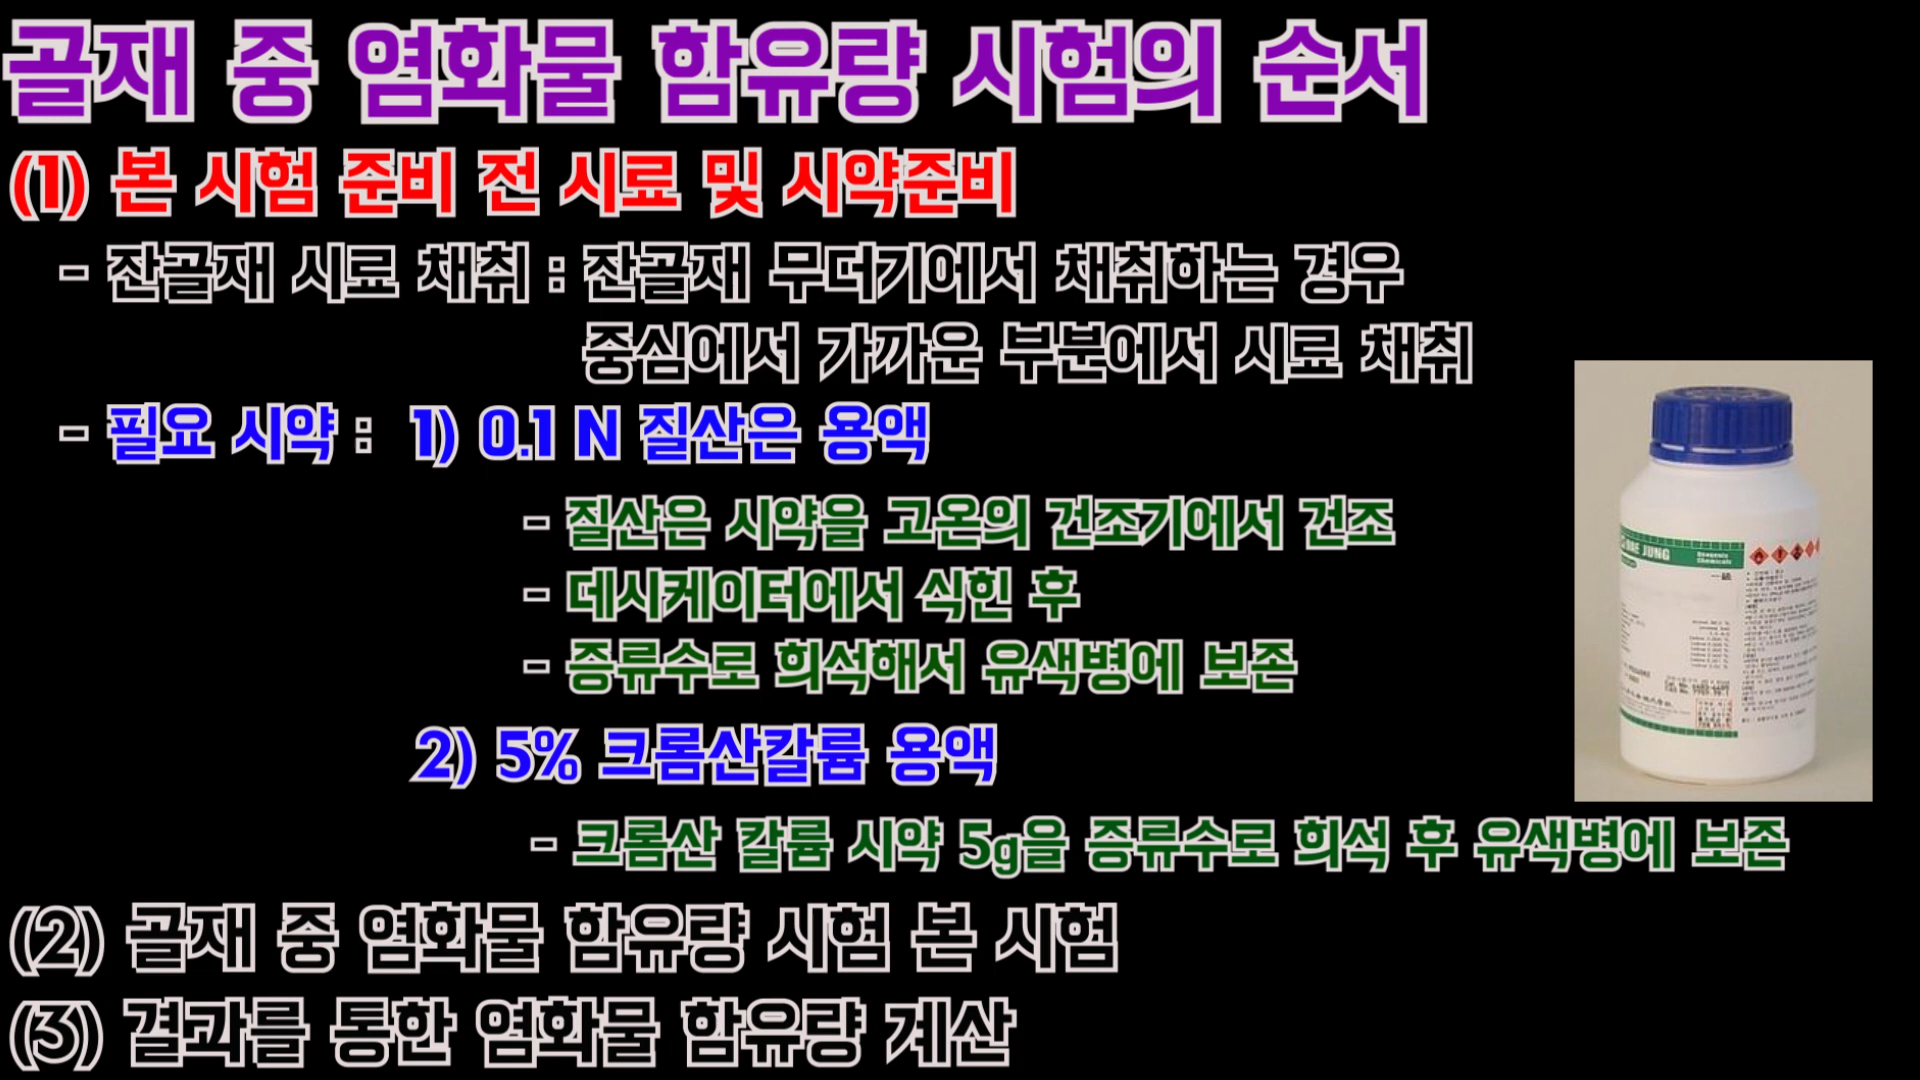 골재 중 염화물 함유량 시험의 순서
(1) 본 시험 준비 전 시료 및 시약준비
- 잔골재 시료 채취 : 잔골재 무더기에서 채취하는 경우
중심에서 가까운 부분에서 시료 채취
- 필요 시약 : 1) 0.1 N 질산은 용액
- 질산은 시약을 고온의 건조기에서 건조
- 데시케이터에서 식힌 후
- 증류수로 희석해서 유색병에 보존
2) 5% 크롬산칼륨 용액
- 크롬산 칼륨 시약 5g을 증류수로 희석 후 유색병에 보존
(2) 골재 중 염화물 함유량 시험 본 시험
(3) 결과를 통한 염화물 함유량 계산
JUNG
Chemicals